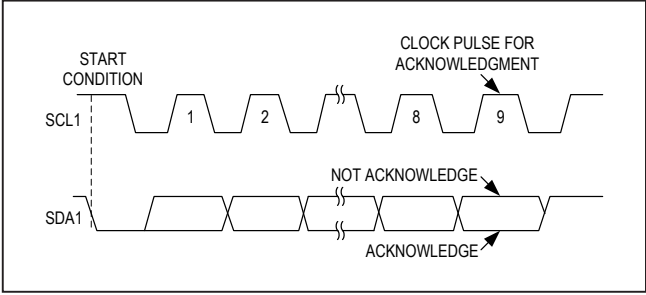 START
CONDITION
CLOCK PULSE FOR
ACKNOWLEDGMENT
SCL1
1
2
8
9
NOT ACKNOWLEDGE
SDA1
ACKNOWLEDGE